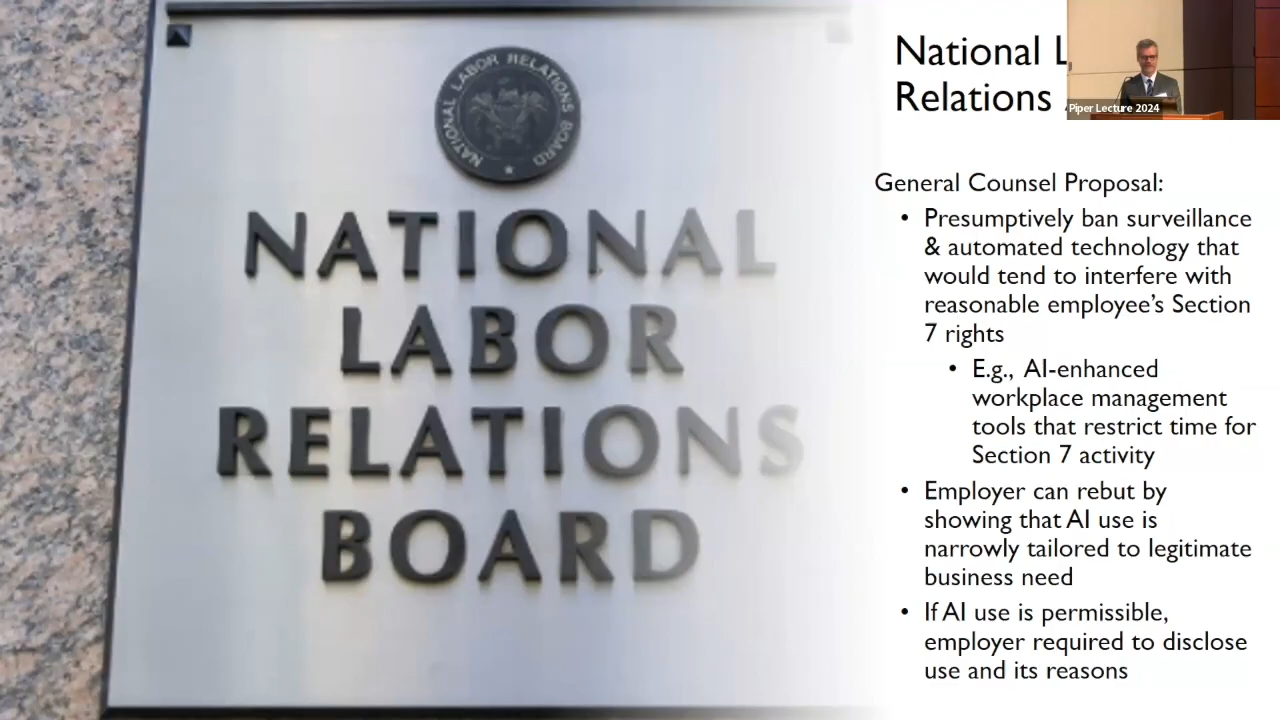 NATIONAL LABOR RELATIONS BOARD
NATIONAL
LABOR
RELATIONS
BOARD
National L
Relations
Piper Lecture 2024
General Counsel Proposal:
• Presumptively ban surveillance
& automated technology that
would tend to interfere with
reasonable employee’s Section
7 rights
• E.g., AI-enhanced
workplace management
tools that restrict time for
Section 7 activity
• Employer can rebut by
showing that AI use is
narrowly tailored to legitimate
business need
• If AI use is permissible,
employer required to disclose
use and its reasons